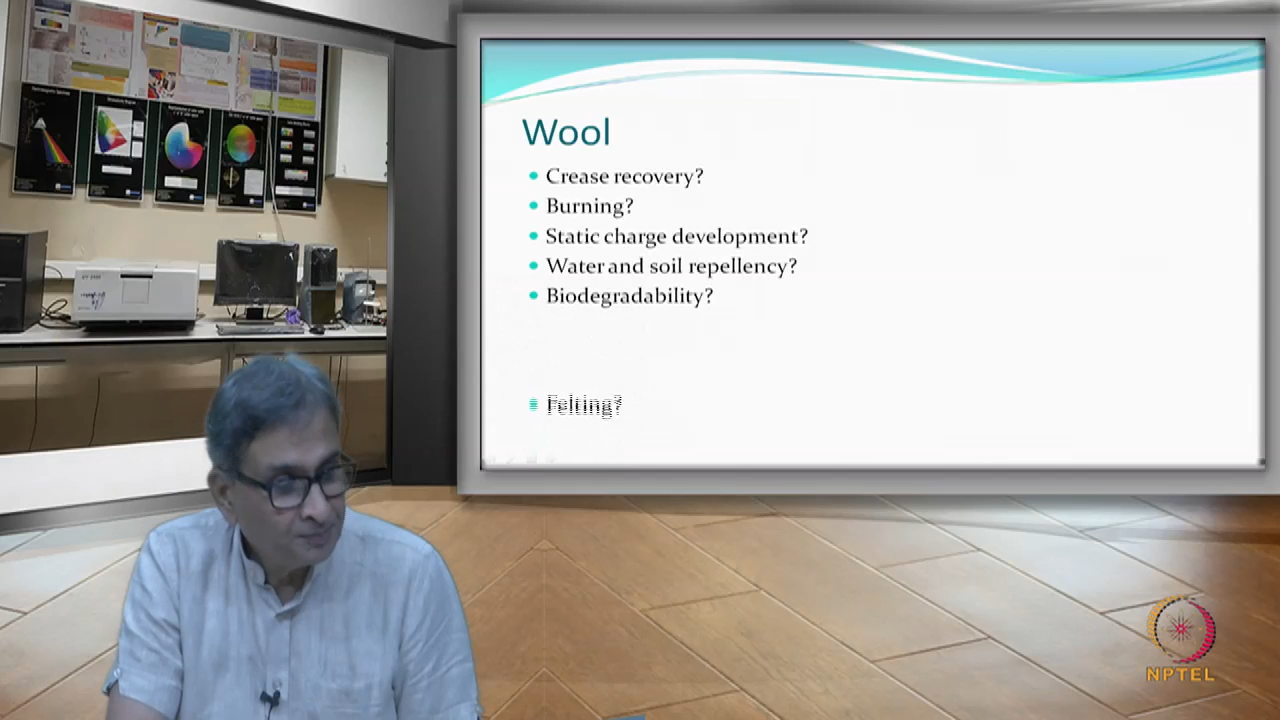 Wool
Crease recovery?
Burning?
Static charge development?
Water and soil repellency?
Biodegradability?
Felting?
NPTEL